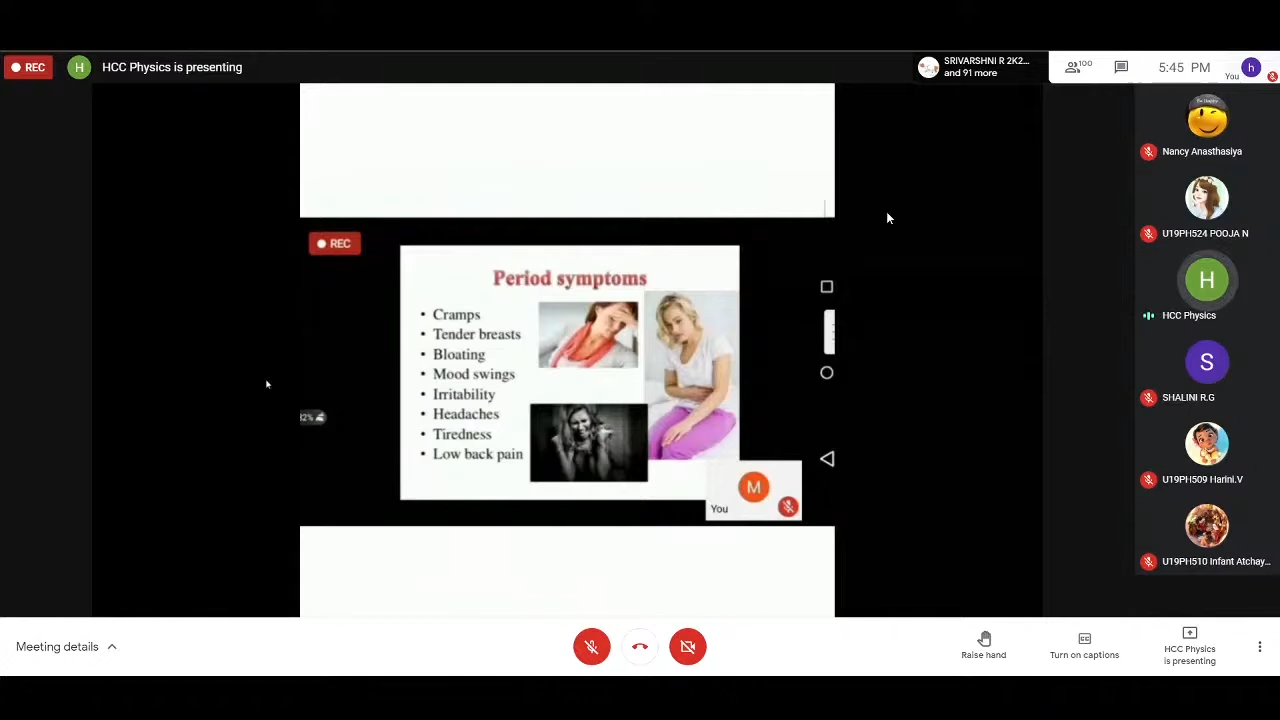 REC
H
HCC Physics is presenting
SRIVARSHNI R 2K2...
and 91 more
100
5:45 PM
You
h
Nancy Anasthasiya
U19PH524 POOJA N
H
HCC Physics
S
SHALINI R.G
U19PH509 Harini.V
U19PH510 Infant Atchay...
REC
Period symptoms
• Cramps
• Tender breasts
• Bloating
• Mood swings
• Irritability
• Headaches
• Tiredness
• Low back pain
M
You
Meeting details
Raise hand
Turn on captions
HCC Physics
is presenting